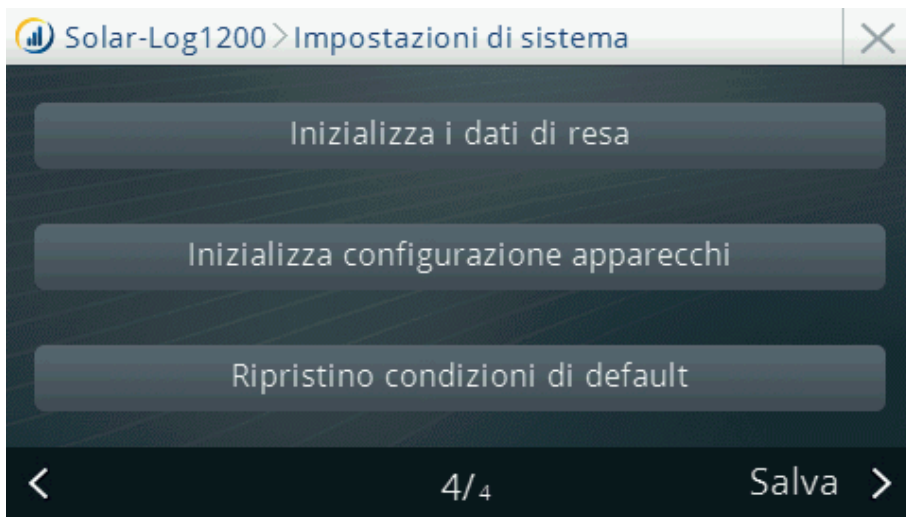 Solar-Log1200 > Impostazioni di sistema
Inizializza i dati di resa
Inizializza configurazione apparecchi
Ripristino condizioni di default
4/4 Salva